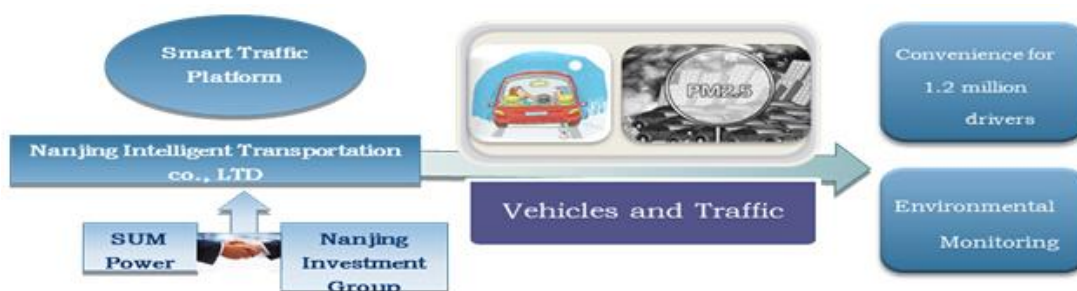 Smart Traffic
Platform
Nanjing Intelligent Transportation
co., LTD
SUM
Power
Nanjing
Investment
Group
PM2.5
Vehicles and Traffic
Convenience for
1.2 million
drivers
Environmental
Monitoring